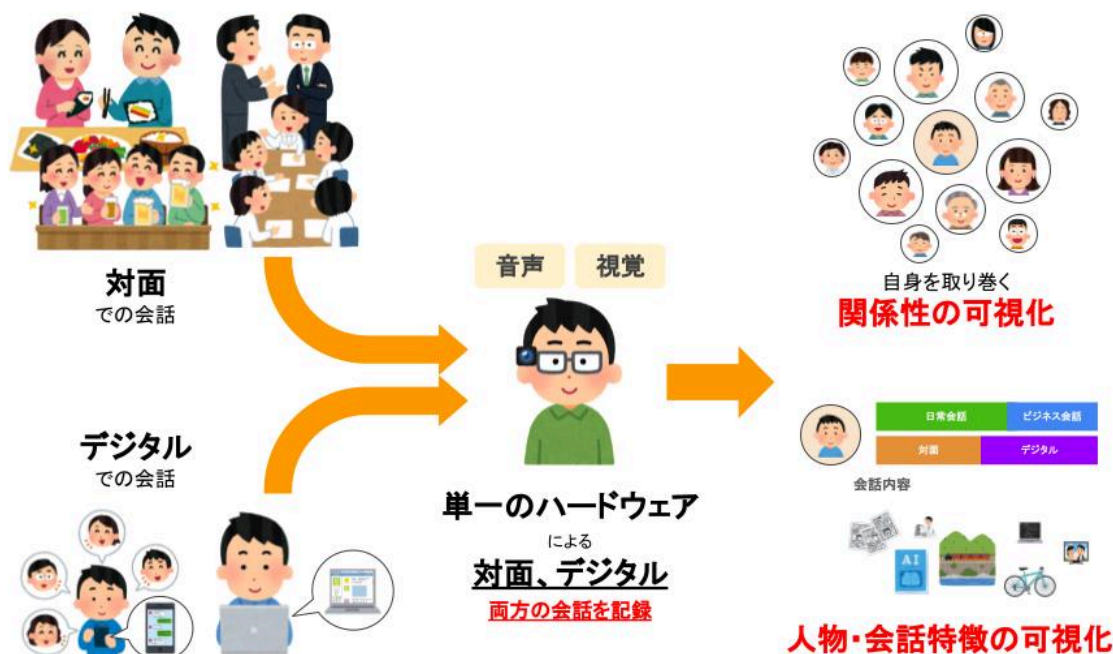 対面
での会話
デジタル
での会話
音声
視覚
単一のハードウェア
による
対面、デジタル
両方の会話を記録
自身を取り巻く
関係性の可視化
日常会話
ビジネス会話
対面
デジタル
会話内容
AI
人物・会話特徴の可視化